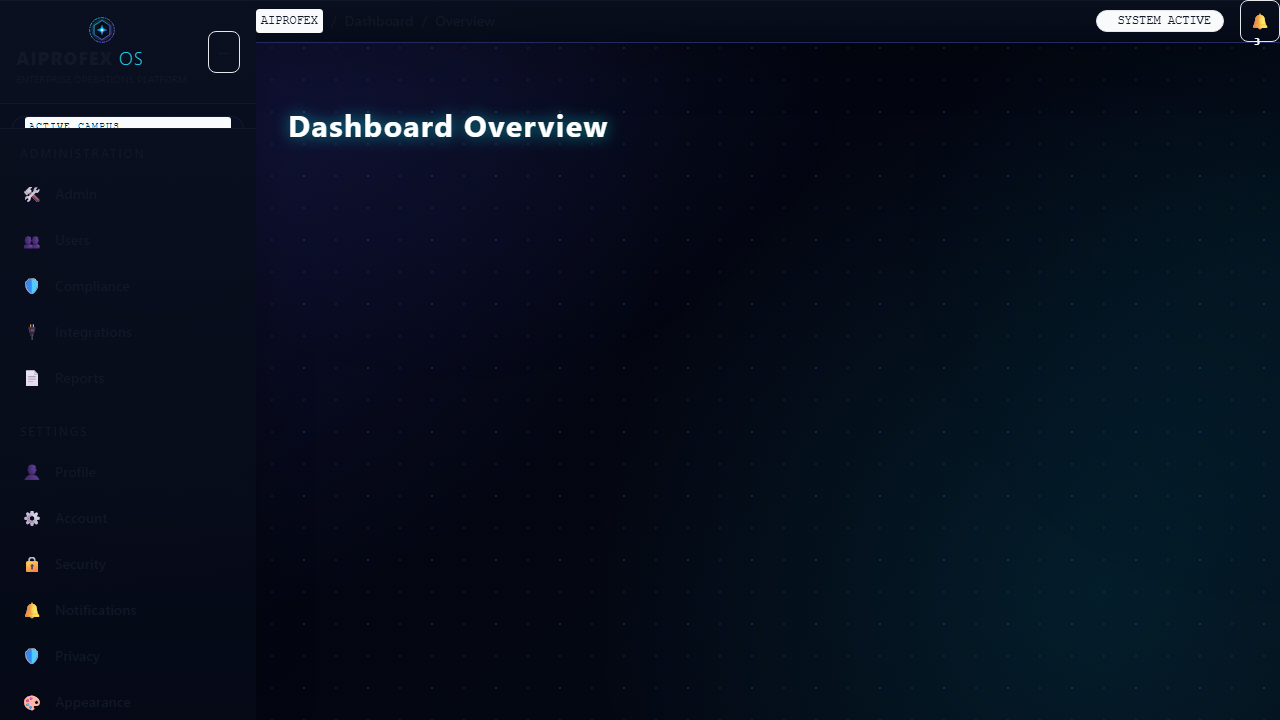 AIPROFEX OS
ENTERPRISE OPERATIONS PLATFORM
ACTIVE CAMPUS
ADMINISTRATION
Admin
Users
Compliance
Integrations
Reports
SETTINGS
Profile
Account
Security
Notifications
Privacy
Appearance
AIPROFEX / Dashboard / Overview
SYSTEM ACTIVE
3
Dashboard Overview